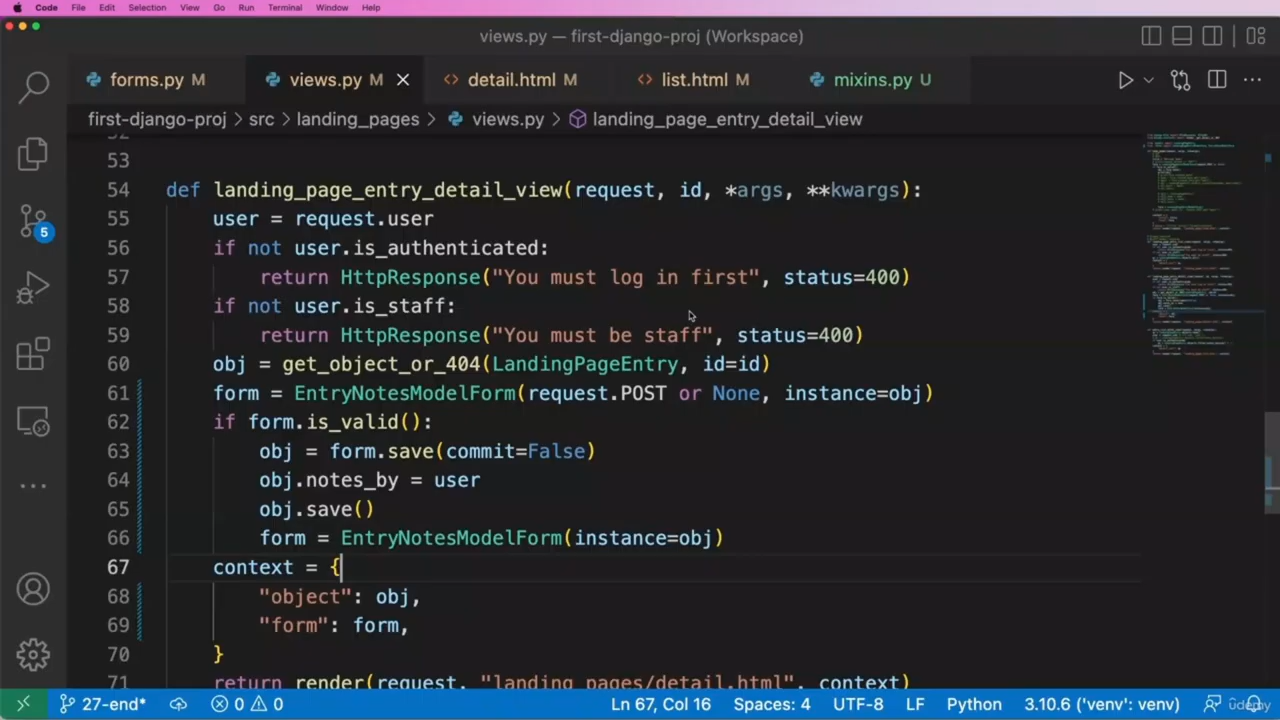 Code File Edit Selection View Go Run Terminal Window Help
views.py — first-django-proj (Workspace)
forms.py M views.py M detail.html M list.html M mixins.py U
first-django-proj > src > landing_pages > views.py > landing_page_entry_detail_view
52
53
54 def landing_page_entry_detail_view(request, id, *args, **kwargs):
55 user = request.user
56 if not user.is_authenticated:
57 return HttpResponse("You must log in first", status=400)
58 if not user.is_staff:
59 return HttpResponse("You must be staff", status=400)
60 obj = get_object_or_404(LandingPageEntry, id=id)
61 form = EntryNotesModelForm(request.POST or None, instance=obj)
62 if form.is_valid():
63 obj = form.save(commit=False)
64 obj.notes_by = user
65 obj.save()
66 form = EntryNotesModelForm(instance=obj)
67 context = {
68 "object": obj,
69 "form": form,
70 }
71 return render(request, "landing_pages/detail.html", context)
5
27-end* 0 0 Ln 67, Col 16 Spaces: 4 UTF-8 LF Python 3.10.6 ('venv': venv)
udemy